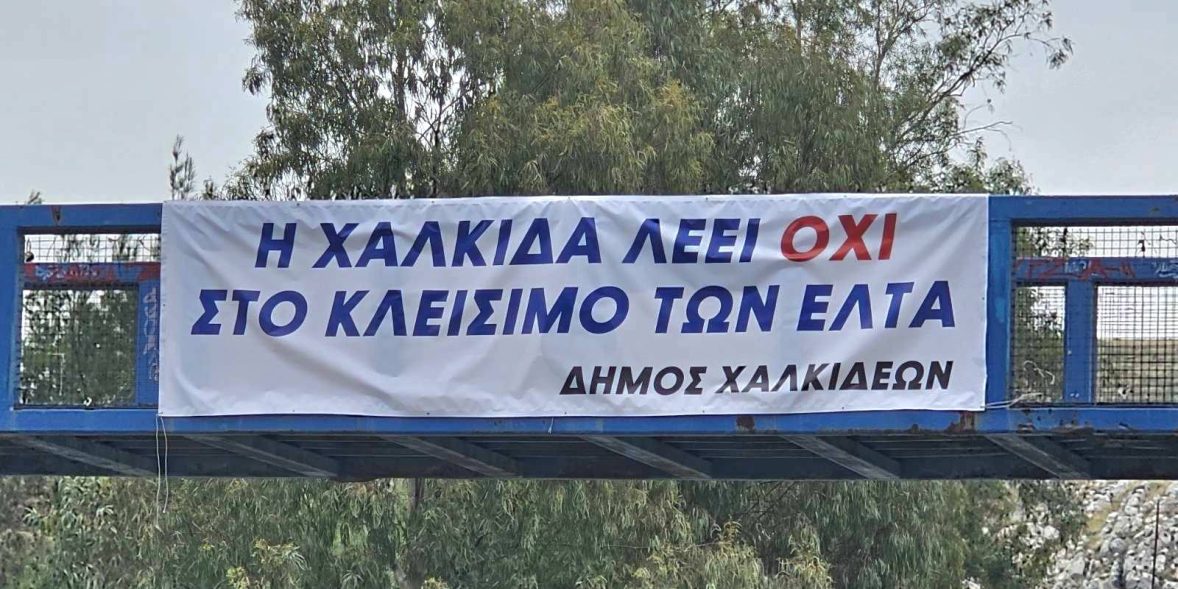 Η ΧΑΛΚΙΔΑ ΛΕΕΙ ΟΧΙ
ΣΤΟ ΚΛΕΙΣΙΜΟ ΤΩΝ ΕΛΤΑ
ΔΗΜΟΣ ΧΑΛΚΙΔΕΩΝ